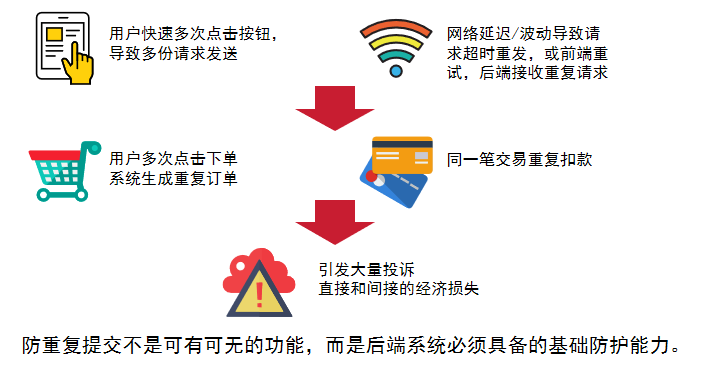 用户快速多次点击按钮，
导致多份请求发送
网络延迟/波动导致请
求超时重发，或前端重
试，后端接收重复请求
用户多次点击下单
系统生成重复订单
同一笔交易重复扣款
引发大量投诉
直接和间接的经济损失
防重复提交不是可有可无的功能，而是后端系统必须具备的基础防护能力。